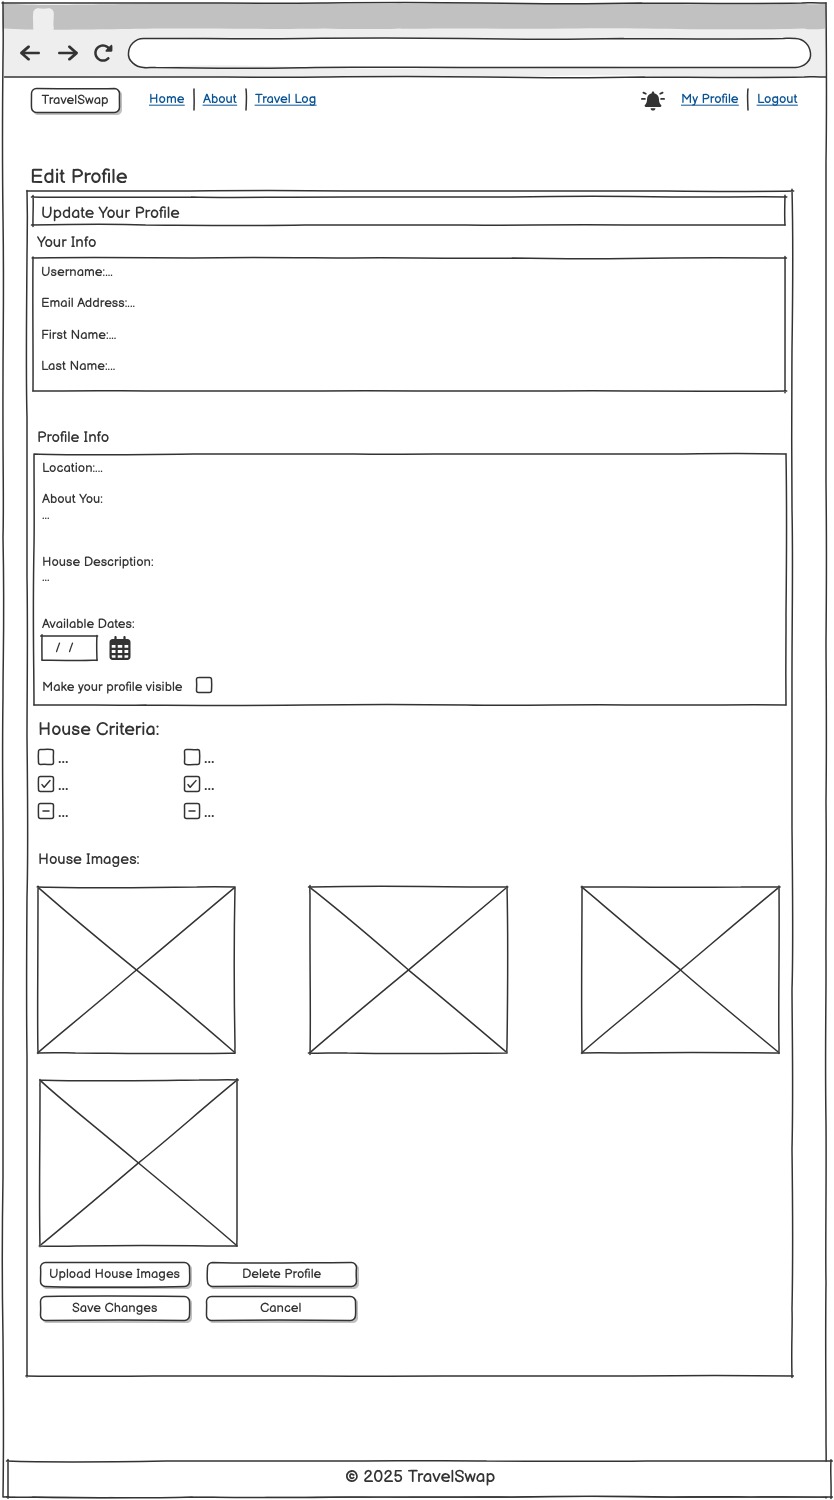 TravelSwap Home About Travel Log My Profile Logout
Edit Profile
Update Your Profile
Your Info
Username:...
Email Address:...
First Name:...
Last Name:...
Profile Info
Location:...
About You:
...
House Description:
...
Available Dates:
/ /
Make your profile visible
House Criteria:
... ...
... ...
... ...
House Images:
Upload House Images Delete Profile
Save Changes Cancel
© 2025 TravelSwap